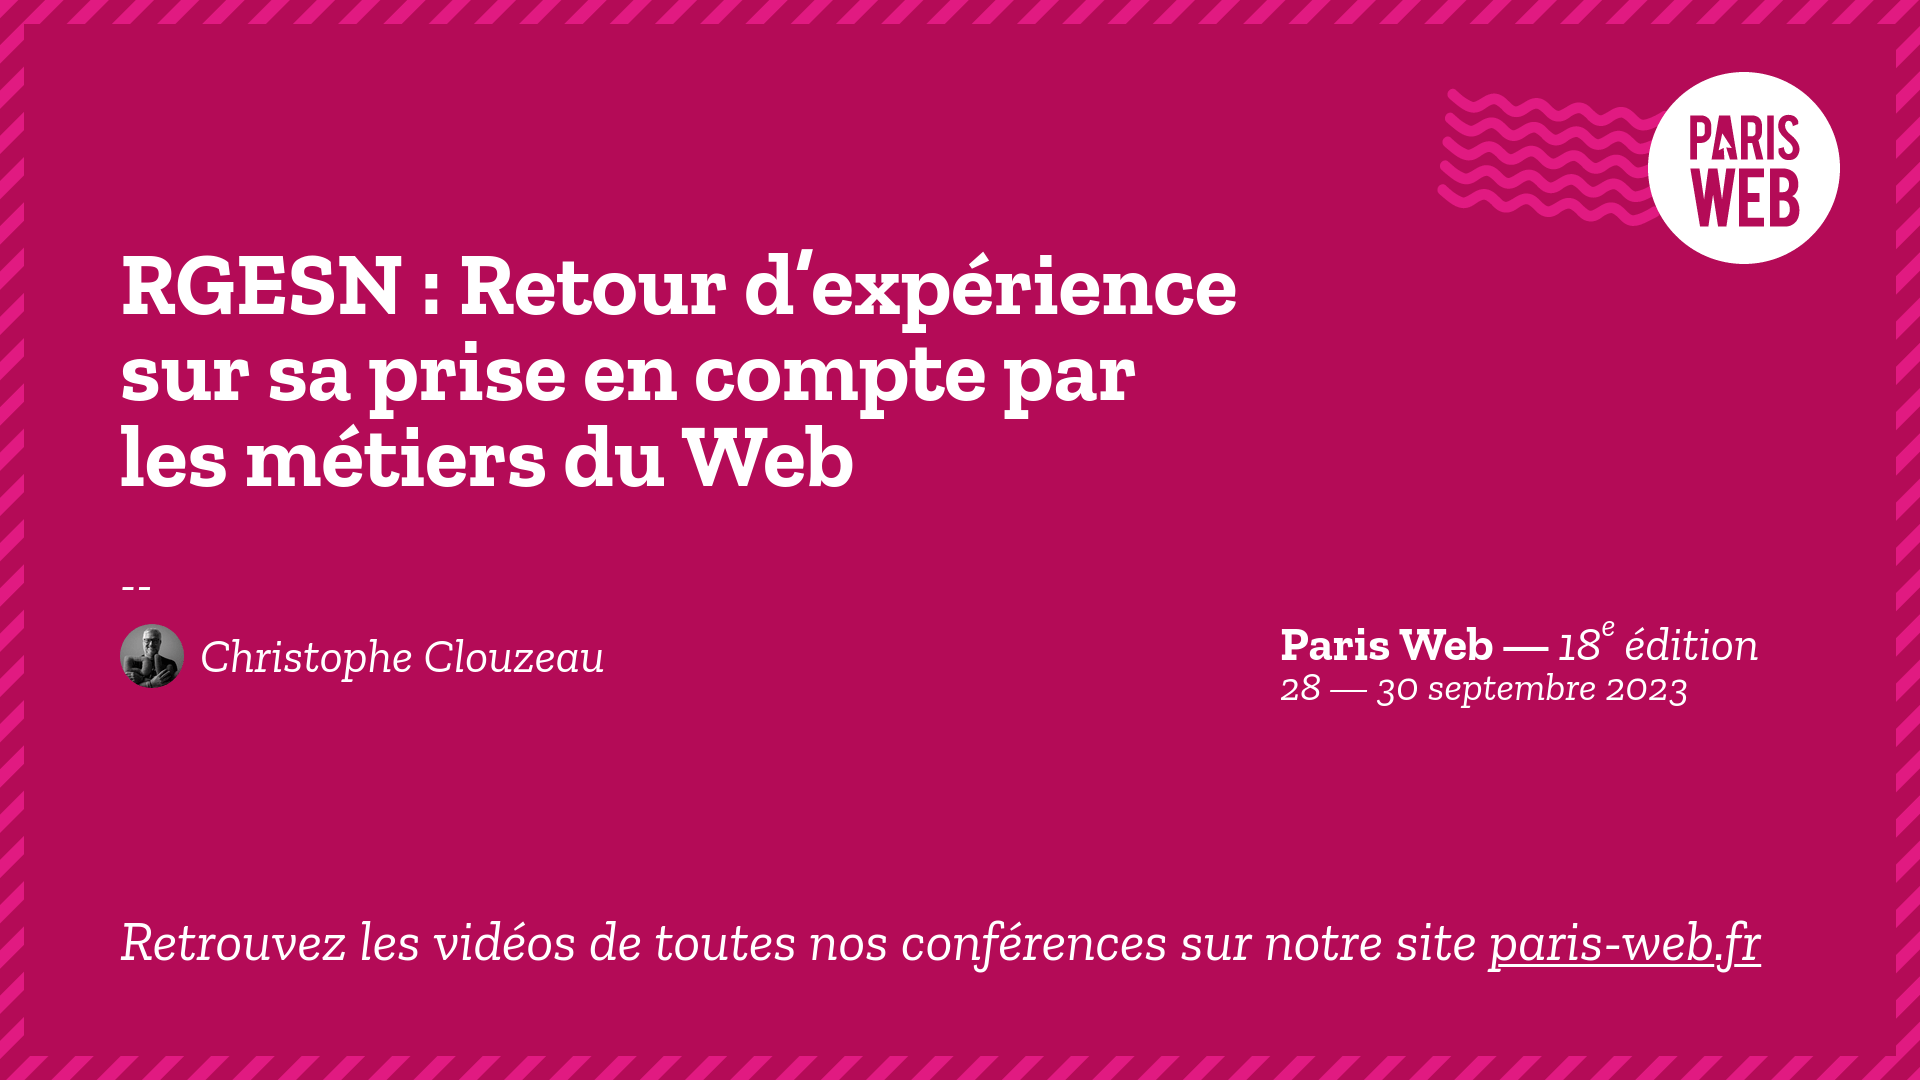 PARIS
WEB
RGESN : Retour d’expérience
sur sa prise en compte par
les métiers du Web
--
Christophe Clouzeau
Paris Web — 18e édition
28 — 30 septembre 2023
Retrouvez les vidéos de toutes nos conférences sur notre site paris-web.fr